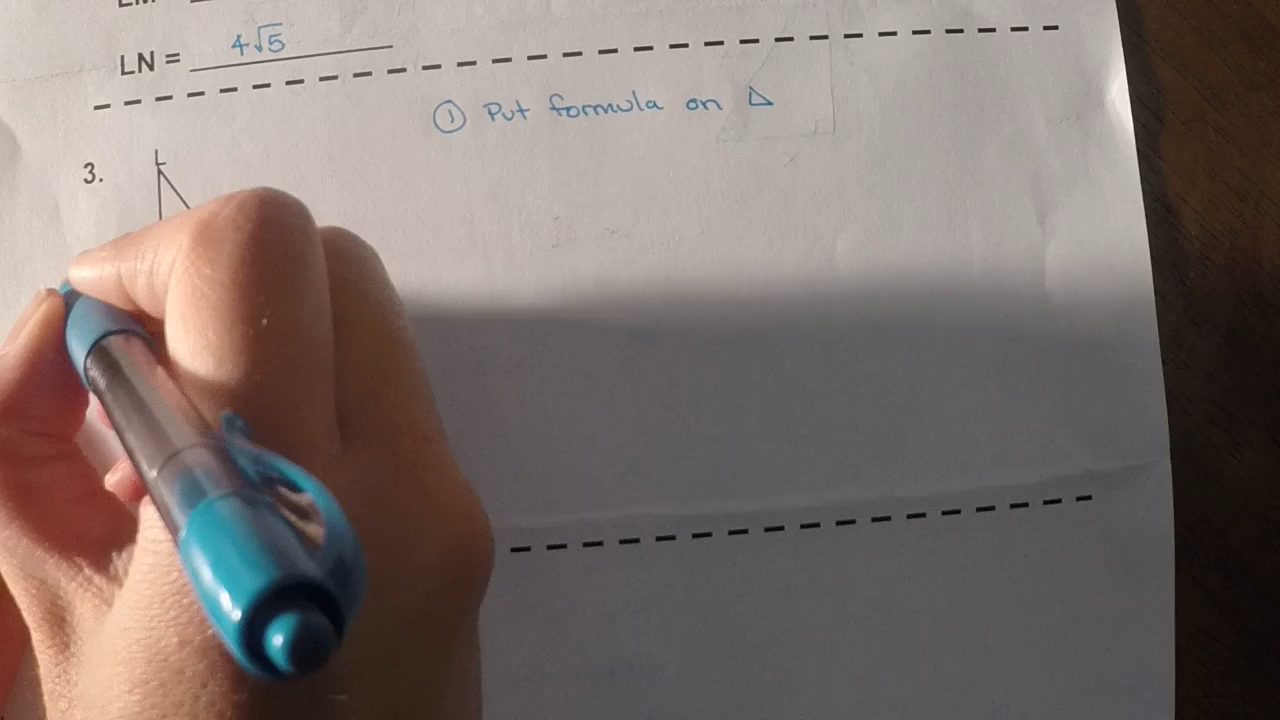 LN = 4√5
① Put formula on △
3.
L